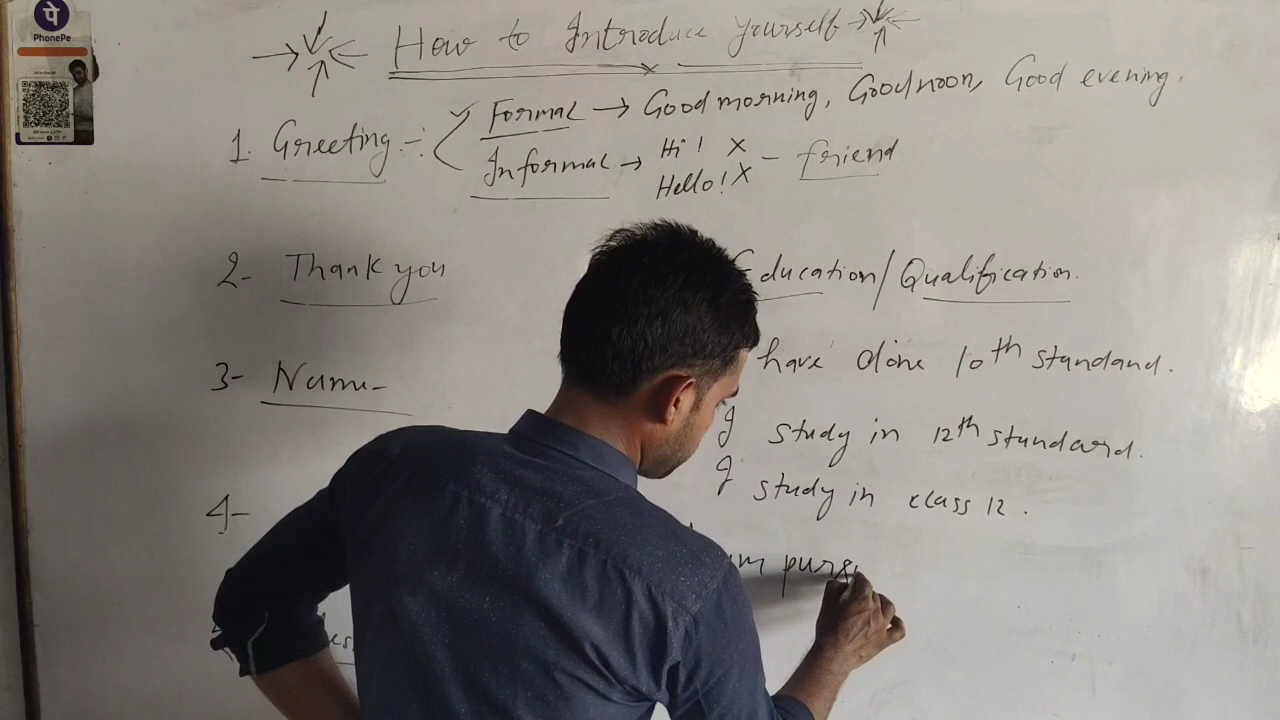 पे
PhonePe
How to Introduce Yourself
1. Greeting :- Formal → Good morning, Good noon, Good evening.
Informal → Hi! X
Hello! X - friend
2- Thank you
Education/Qualification.
3- Name-
have done 10th standand.
I study in 12th standard.
I study in class 12.
4-
am purs